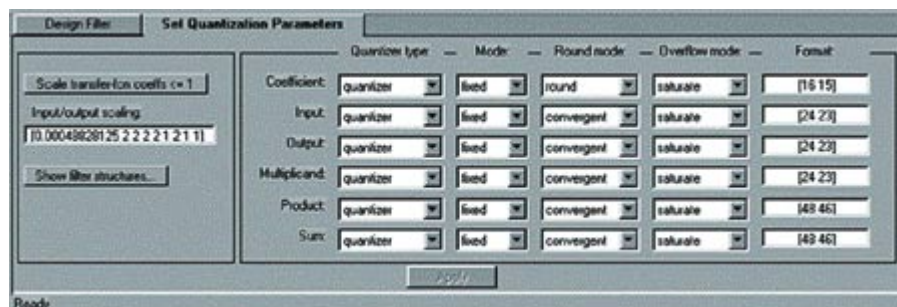 Design Filter Set Quantization Parameters
Quantizer type: Mode: Round mode: Overflow mode: Format:
Scale transfer-fcn coeffs <= 1
Input/output scaling:
[0.00048828125 2 2 2 2 1 2 1 1]
Show filter structures...
Coefficient: quantizer fixed round saturate [16 15]
Input: quantizer fixed convergent saturate [24 23]
Output: quantizer fixed convergent saturate [24 23]
Multiplicand: quantizer fixed convergent saturate [24 23]
Product: quantizer fixed convergent saturate [48 46]
Sum: quantizer fixed convergent saturate [48 46]
Apply
Ready